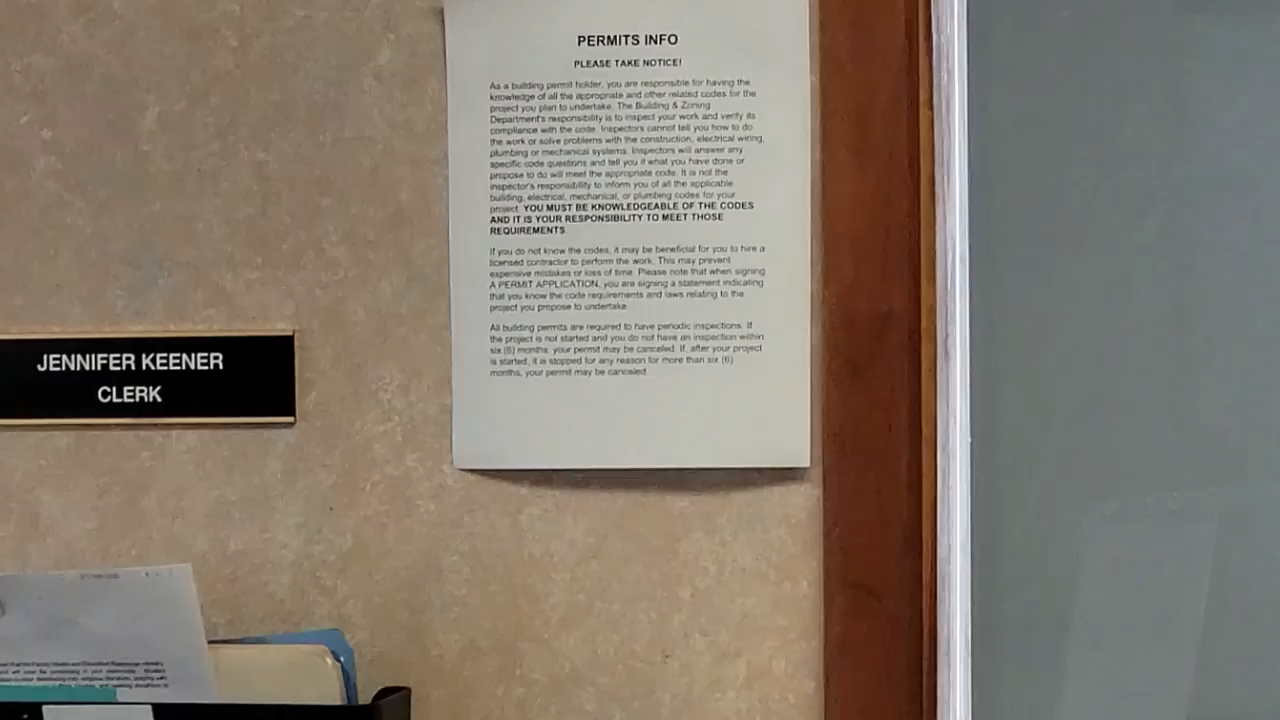 PERMITS INFO
PLEASE TAKE NOTICE!
As a building permit holder, you are responsible for having the
knowledge of all the appropriate and other related codes for the
project you plan to undertake. The Building & Zoning
Department's responsibility is to inspect your work and verify its
compliance with the code. Inspectors cannot tell you how to do
the work or solve problems with the construction, electrical wiring,
plumbing or mechanical systems. Inspectors will answer any
specific code questions and tell you if what you have done or
propose to do will meet the appropriate code. It is not the
inspector's responsibility to inform you of all the applicable
building, electrical, mechanical, or plumbing codes for your
project. YOU MUST BE KNOWLEDGEABLE OF THE CODES
AND IT IS YOUR RESPONSIBILITY TO MEET THOSE
REQUIREMENTS.
If you do not know the codes, it may be beneficial for you to hire a
licensed contractor to perform the work. This may prevent
expensive mistakes or loss of time. Please note that when signing
A PERMIT APPLICATION, you are signing a statement indicating
that you know the code requirements and laws relating to the
project you propose to undertake.
All building permits are required to have periodic inspections. If
the project is not started and you do not have an inspection within
six (6) months, your permit may be canceled. If, after your project
is started, it is stopped for any reason for more than six (6)
months, your permit may be canceled.
JENNIFER KEENER
CLERK